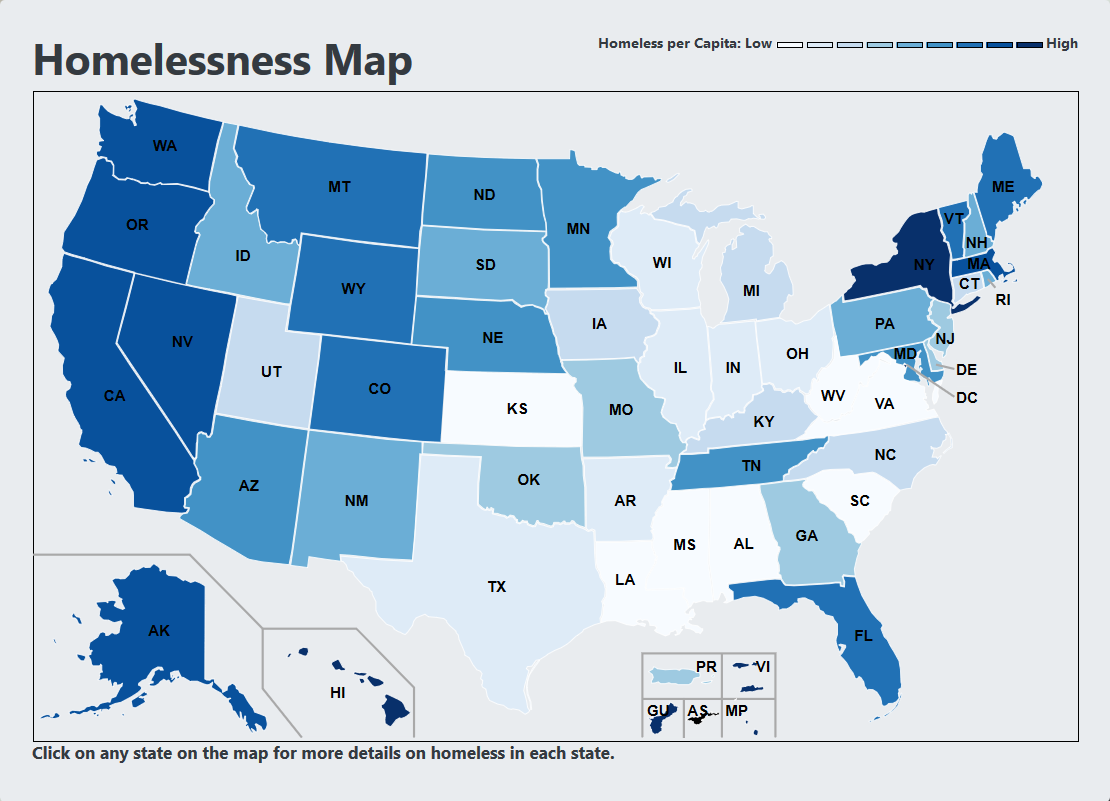 Homelessness Map
Homeless per Capita: Low High
WA
MT
ND
MN
ME
OR
VT
ID
NH
SD
WI
NY
MA
MI
CT
WY
RI
IA
PA
NE
NJ
NV
OH
MD
UT
IL
IN
DE
CO
CA
WV
DC
KS
MO
VA
KY
NC
TN
OK
AZ
NM
AR
SC
GA
MS
AL
LA
TX
AK
FL
PR
VI
HI
GU
AS
MP
Click on any state on the map for more details on homeless in each state.